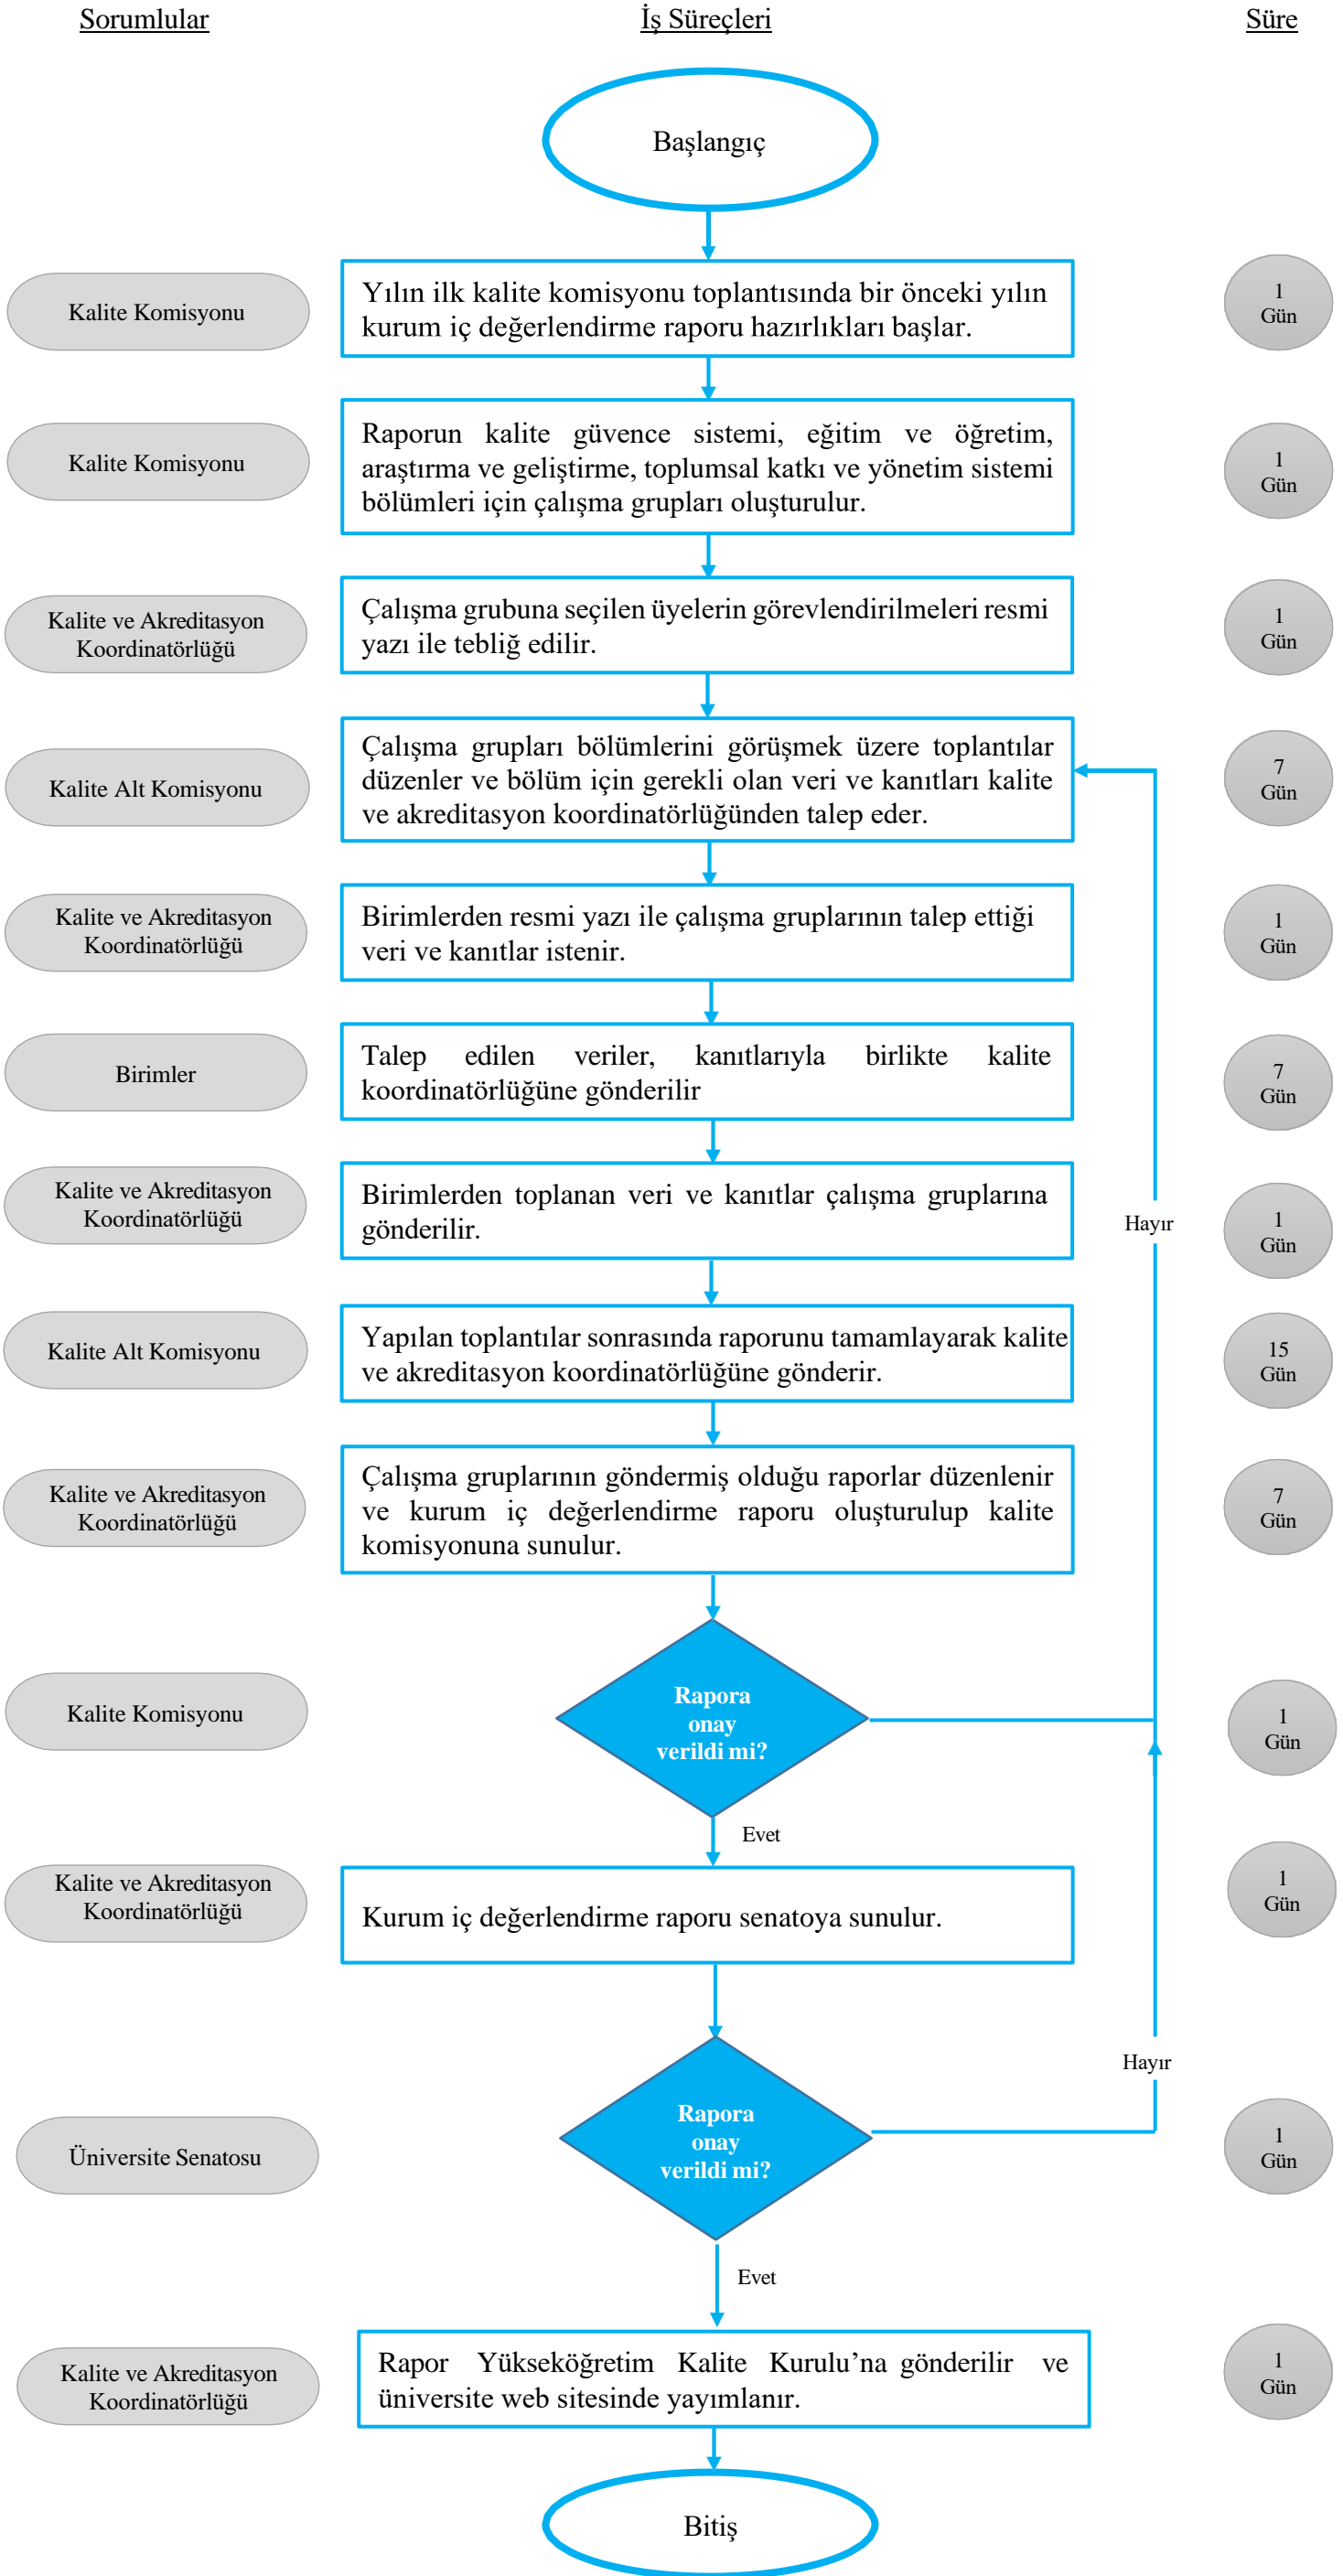 Sorumlular
İş Süreçleri
Süre
Başlangıç
Kalite Komisyonu
Yılın ilk kalite komisyonu toplantısında bir önceki yılın
kurum iç değerlendirme raporu hazırlıkları başlar.
1
Gün
Kalite Komisyonu
Raporun kalite güvence sistemi, eğitim ve öğretim,
araştırma ve geliştirme, toplumsal katkı ve yönetim sistemi
bölümleri için çalışma grupları oluşturulur.
1
Gün
Kalite ve Akreditasyon
Koordinatörlüğü
Çalışma grubuna seçilen üyelerin görevlendirilmeleri resmi
yazı ile tebliğ edilir.
1
Gün
Kalite Alt Komisyonu
Çalışma grupları bölümlerini görüşmek üzere toplantılar
düzenler ve bölüm için gerekli olan veri ve kanıtları kalite
ve akreditasyon koordinatörlüğünden talep eder.
7
Gün
Kalite ve Akreditasyon
Koordinatörlüğü
Birimlerden resmi yazı ile çalışma gruplarının talep ettiği
veri ve kanıtlar istenir.
1
Gün
Birimler
Talep edilen veriler, kanıtlarıyla birlikte kalite
koordinatörlüğüne gönderilir
7
Gün
Kalite ve Akreditasyon
Koordinatörlüğü
Birimlerden toplanan veri ve kanıtlar çalışma gruplarına
gönderilir.
Hayır
1
Gün
Kalite Alt Komisyonu
Yapılan toplantılar sonrasında raporunu tamamlayarak kalite
ve akreditasyon koordinatörlüğüne gönderir.
15
Gün
Kalite ve Akreditasyon
Koordinatörlüğü
Çalışma gruplarının göndermiş olduğu raporlar düzenlenir
ve kurum iç değerlendirme raporu oluşturulup kalite
komisyonuna sunulur.
7
Gün
Kalite Komisyonu
Rapora
onay
verildi mi?
1
Gün
Evet
Kalite ve Akreditasyon
Koordinatörlüğü
Kurum iç değerlendirme raporu senatoya sunulur.
1
Gün
Hayır
Üniversite Senatosu
Rapora
onay
verildi mi?
1
Gün
Evet
Kalite ve Akreditasyon
Koordinatörlüğü
Rapor Yükseköğretim Kalite Kurulu’na gönderilir ve
üniversite web sitesinde yayımlanır.
1
Gün
Bitiş